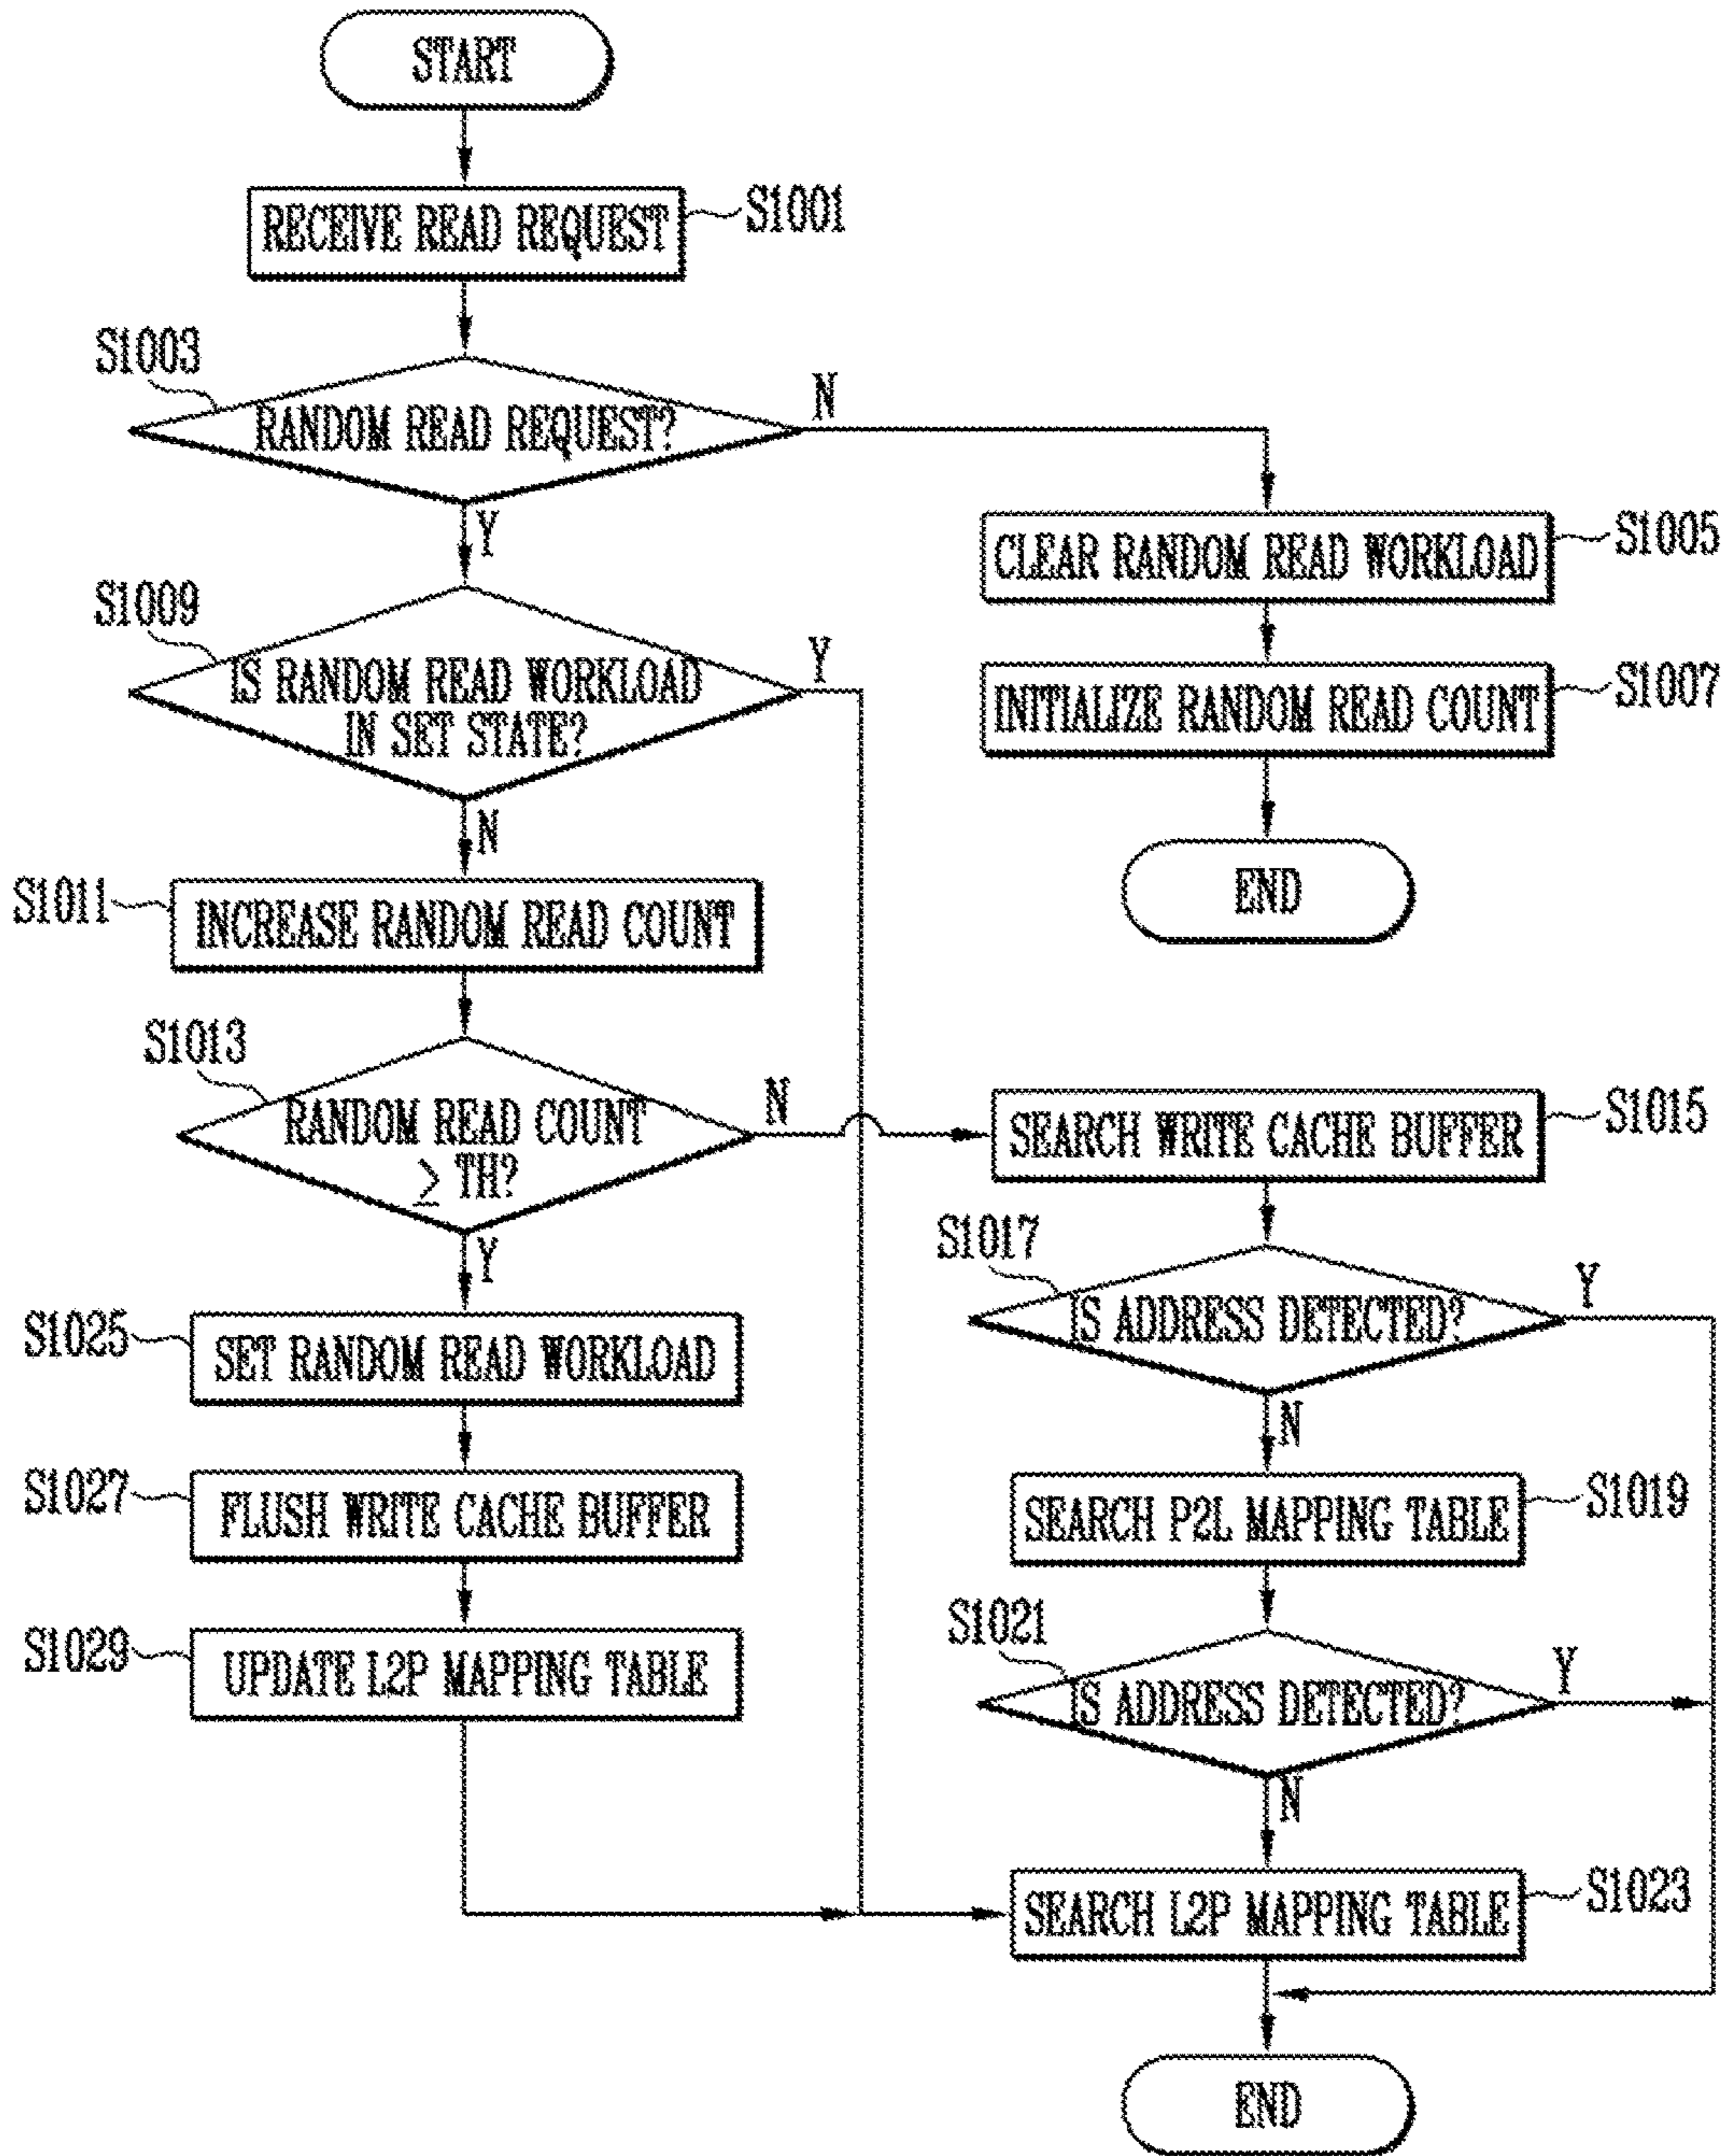 START
RECEIVE READ REQUEST
S1001
S1003
RANDOM READ REQUEST?
N
Y
CLEAR RANDOM READ WORKLOAD
S1005
S1009
IS RANDOM READ WORKLOAD
IN SET STATE?
Y
N
INITIALIZE RANDOM READ COUNT
S1007
END
S1011
INCREASE RANDOM READ COUNT
S1013
RANDOM READ COUNT
≥ TH?
N
Y
SEARCH WRITE CACHE BUFFER
S1015
S1017
IS ADDRESS DETECTED?
Y
N
S1025
SET RANDOM READ WORKLOAD
S1027
FLUSH WRITE CACHE BUFFER
SEARCH P2L MAPPING TABLE
S1019
S1029
UPDATE L2P MAPPING TABLE
S1021
IS ADDRESS DETECTED?
Y
N
SEARCH L2P MAPPING TABLE
S1023
END